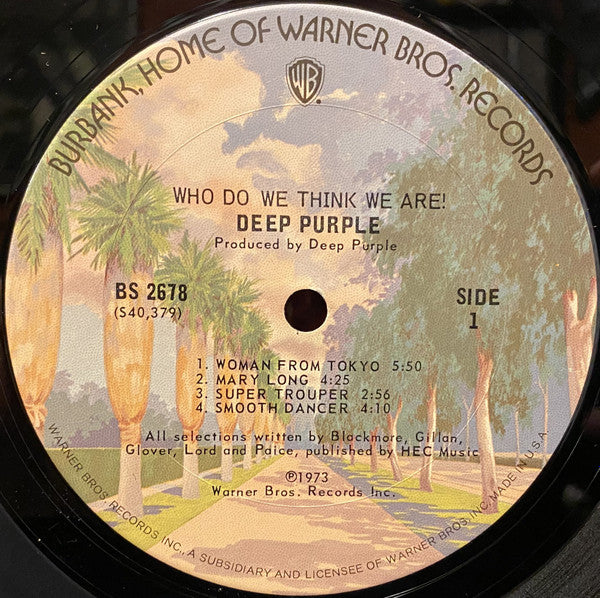 BURBANK, HOME OF WARNER BROS. RECORDS
WB
WHO DO WE THINK WE ARE!
DEEP PURPLE
Produced by Deep Purple
BS 2678
(S40,379)
SIDE
1
1. WOMAN FROM TOKYO 5:50
2. MARY LONG 4:25
3. SUPER TROUPER 2:56
4. SMOOTH DANCER 4:10
All selections written by Blackmore, Gillan,
Glover, Lord and Paice, published by HEC Music
℗1973
Warner Bros. Records Inc.
WARNER BROS. RECORDS INC., A SUBSIDIARY AND LICENSEE OF WARNER BROS. INC. MADE IN U.S.A.